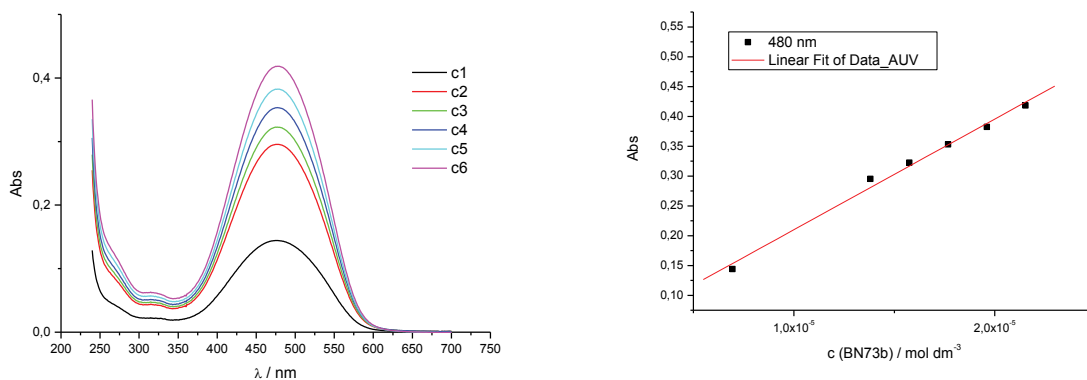 0,4
0,2
0,0
Abs
200 250 300 350 400 450 500 550 600 650 700 750
λ / nm
c1
c2
c3
c4
c5
c6
0,55
0,50
0,45
0,40
0,35
0,30
0,25
0,20
0,15
0,10
Abs
480 nm
Linear Fit of Data_AUV
1,0x10⁻⁵ 2,0x10⁻⁵
c (BN73b) / mol dm⁻³